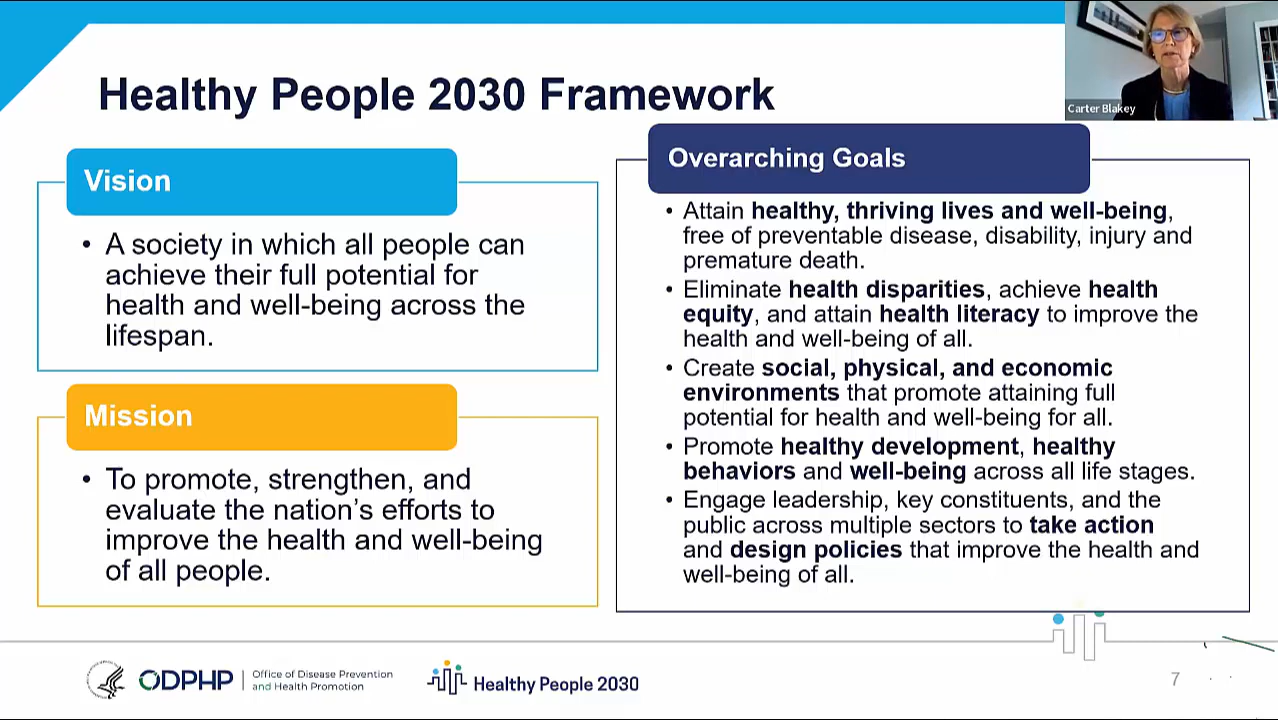 Healthy People 2030 Framework
Carter Blakey
Vision
• A society in which all people can
achieve their full potential for
health and well-being across the
lifespan.
Mission
• To promote, strengthen, and
evaluate the nation’s efforts to
improve the health and well-being
of all people.
Overarching Goals
• Attain healthy, thriving lives and well-being,
free of preventable disease, disability, injury and
premature death.
• Eliminate health disparities, achieve health
equity, and attain health literacy to improve the
health and well-being of all.
• Create social, physical, and economic
environments that promote attaining full
potential for health and well-being for all.
• Promote healthy development, healthy
behaviors and well-being across all life stages.
• Engage leadership, key constituents, and the
public across multiple sectors to take action
and design policies that improve the health and
well-being of all.
ODPHP
Office of Disease Prevention
and Health Promotion
Healthy People 2030
7